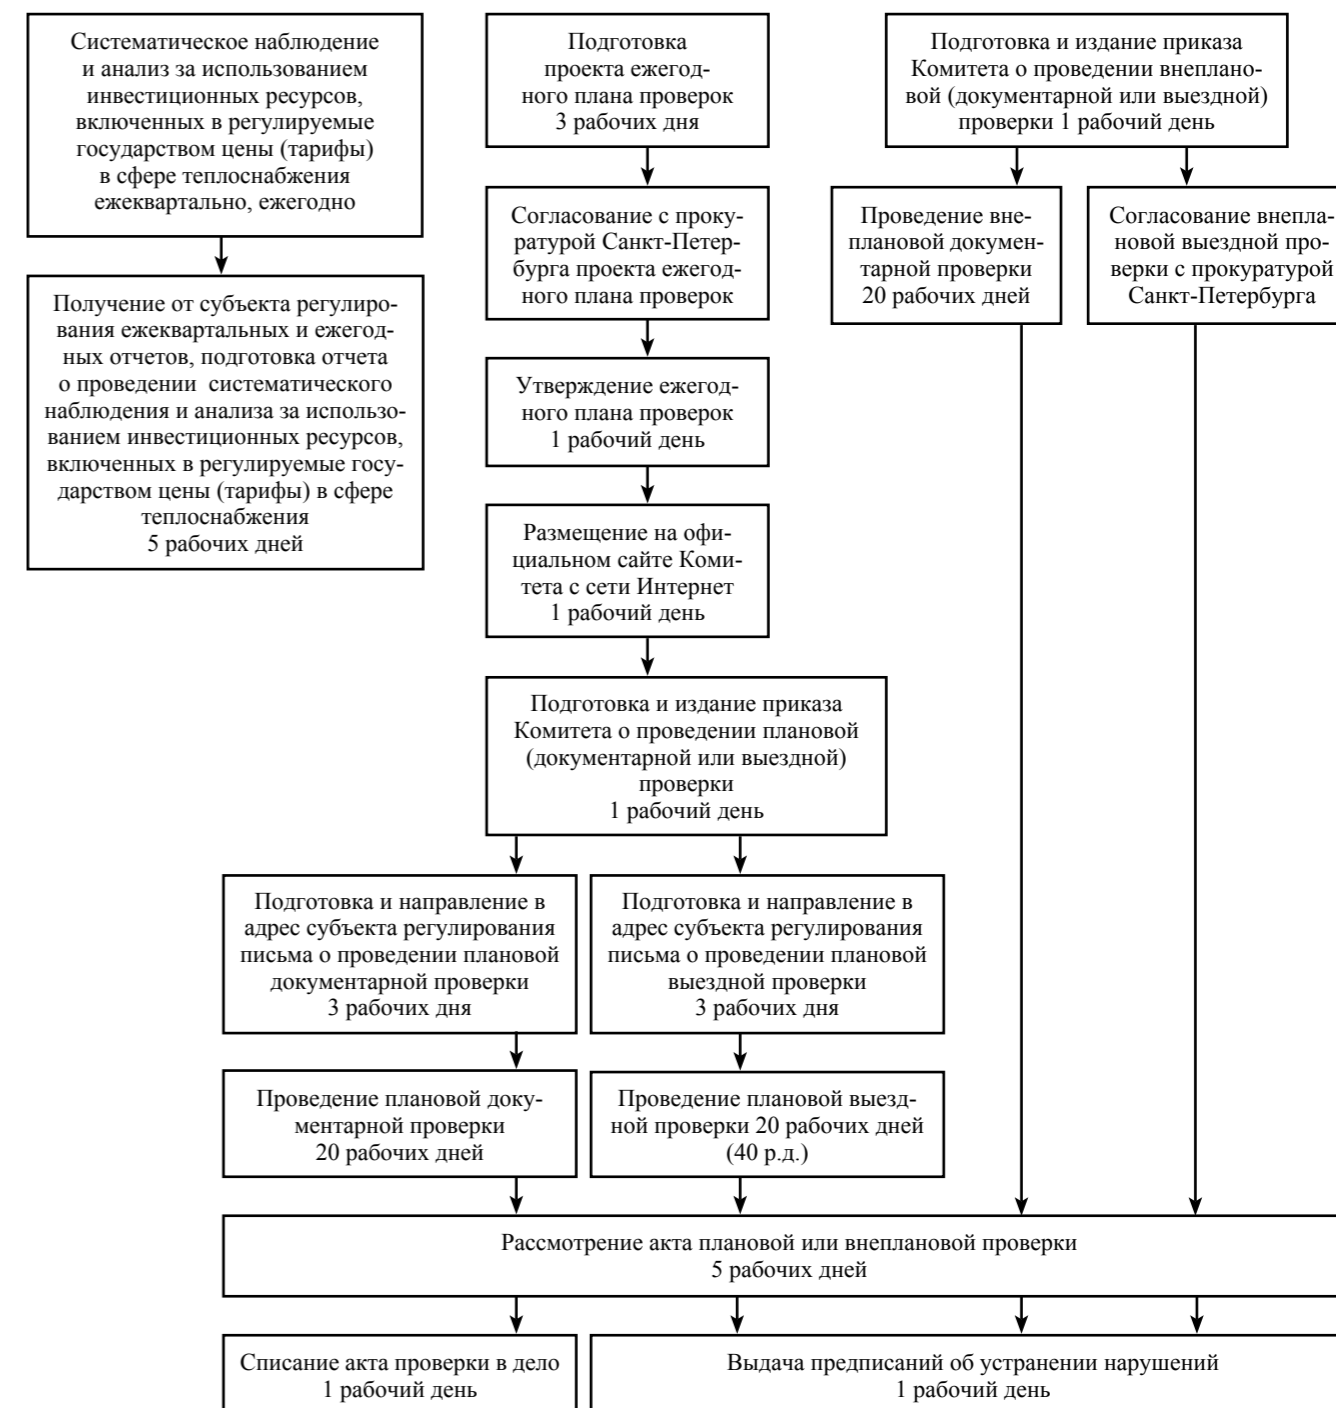 Систематическое наблюдение
и анализ за использованием
инвестиционных ресурсов,
включенных в регулируемые
государством цены (тарифы)
в сфере теплоснабжения
ежеквартально, ежегодно
Получение от субъекта регулиро-
вания ежеквартальных и ежегод-
ных отчетов, подготовка отчета
о проведении систематического
наблюдения и анализа за использо-
ванием инвестиционных ресурсов,
включенных в регулируемые госу-
дарством цены (тарифы) в сфере
теплоснабжения
5 рабочих дней
Подготовка
проекта ежегод-
ного плана проверок
3 рабочих дня
Согласование с проку-
ратурой Санкт-Петер-
бурга проекта ежегод-
ного плана проверок
Утверждение ежегод-
ного плана проверок
1 рабочий день
Размещение на офи-
циальном сайте Коми-
тета с сети Интернет
1 рабочий день
Подготовка и издание приказа
Комитета о проведении плановой
(документарной или выездной)
проверки
1 рабочий день
Подготовка и издание приказа
Комитета о проведении внеплано-
вой (документарной или выездной)
проверки 1 рабочий день
Проведение вне-
плановой докумен-
тарной проверки
20 рабочих дней
Согласование внепла-
новой выездной про-
верки с прокуратурой
Санкт-Петербурга
Подготовка и направление в
адрес субъекта регулирования
письма о проведении плановой
документарной проверки
3 рабочих дня
Подготовка и направление в
адрес субъекта регулирования
письма о проведении плановой
выездной проверки
3 рабочих дня
Проведение плановой доку-
ментарной проверки
20 рабочих дней
Проведение плановой выезд-
ной проверки 20 рабочих дней
(40 р.д.)
Рассмотрение акта плановой или внеплановой проверки
5 рабочих дней
Списание акта проверки в дело
1 рабочий день
Выдача предписаний об устранении нарушений
1 рабочий день